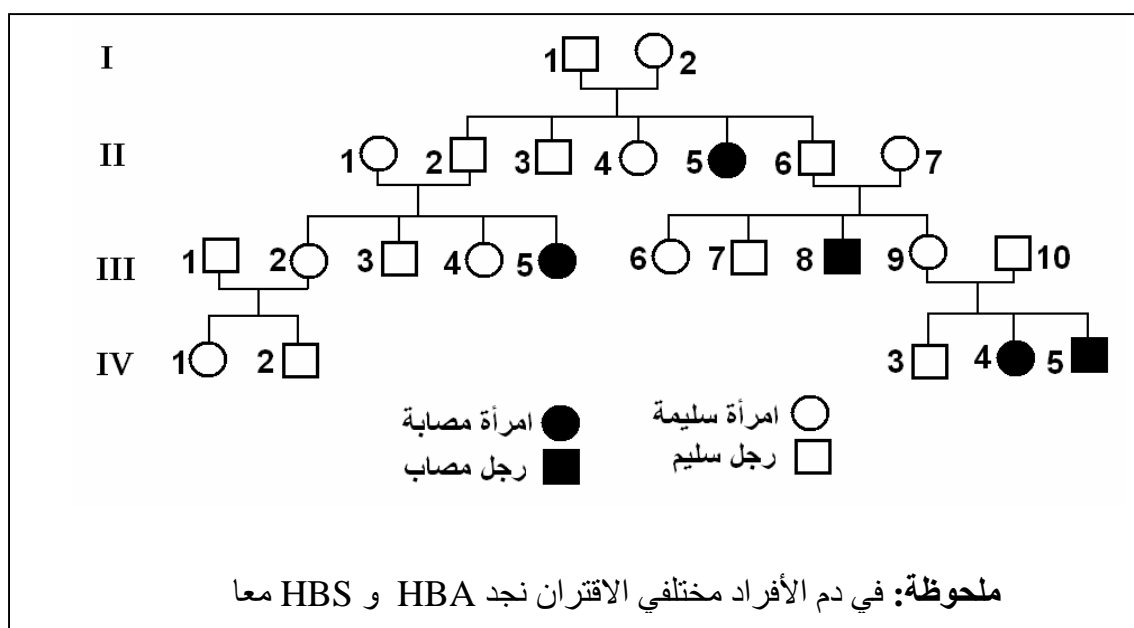 I
1 2
II
1 2 3 4 5 6 7
III
1 2 3 4 5 6 7 8 9 10
IV
1 2 3 4 5
امرأة سليمة
امرأة مصابة
رجل سليم
رجل مصاب
ملحوظة: في دم الأفراد مختلفي الاقتران نجد HBA و HBS معا